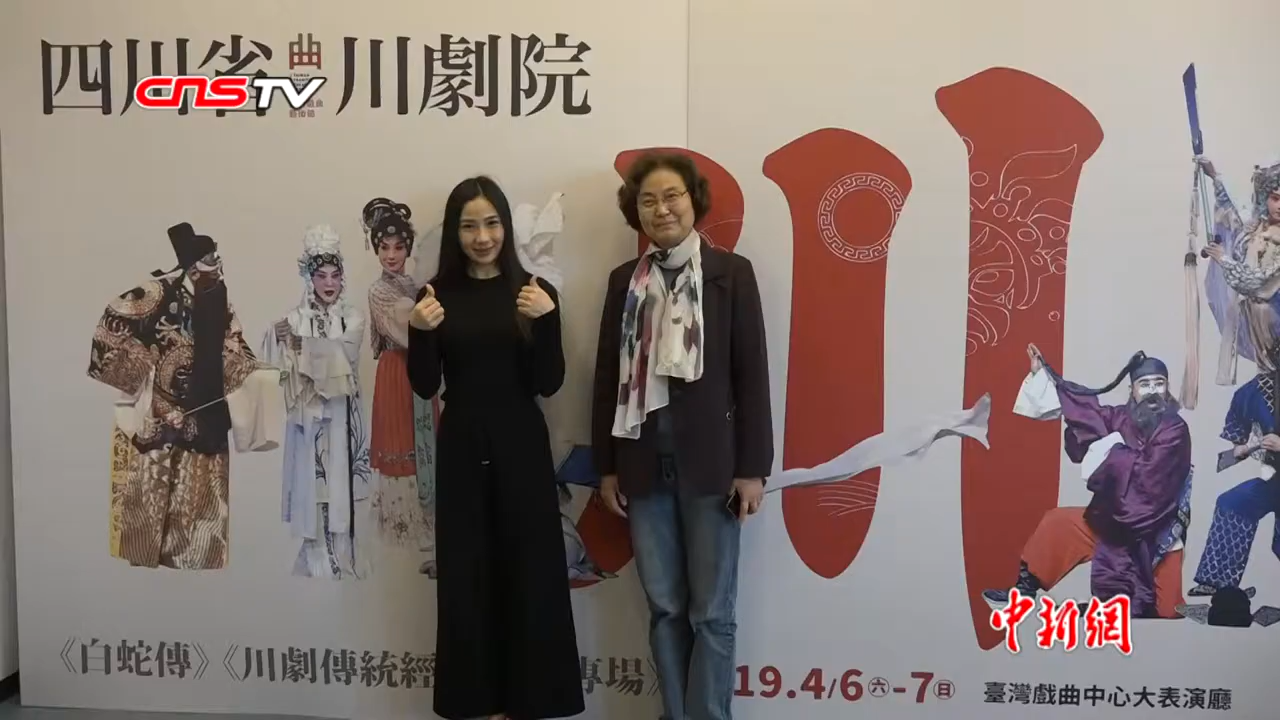 四川省 曲 川劇院
CNSTV
川
《白蛇傳》《川劇傳統經 專場》
19.4/6㊅-7㊐ 臺灣戲曲中心大表演廳
中新網